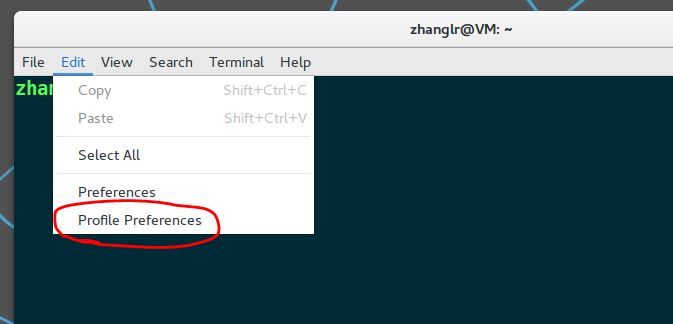 zhanglr@VM: ~
File Edit View Search Terminal Help
zhan
Copy Shift+Ctrl+C
Paste Shift+Ctrl+V
Select All
Preferences
Profile Preferences